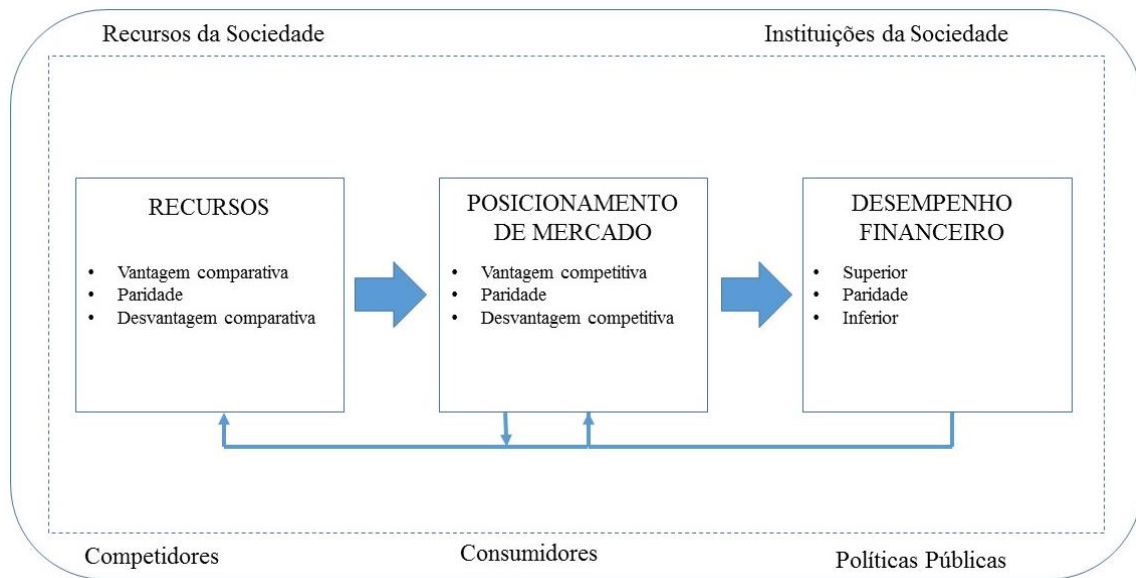 Recursos da Sociedade
Instituições da Sociedade
RECURSOS
• Vantagem comparativa
• Paridade
• Desvantagem comparativa
POSICIONAMENTO
DE MERCADO
• Vantagem competitiva
• Paridade
• Desvantagem competitiva
DESEMPENHO
FINANCEIRO
• Superior
• Paridade
• Inferior
Competidores
Consumidores
Políticas Públicas